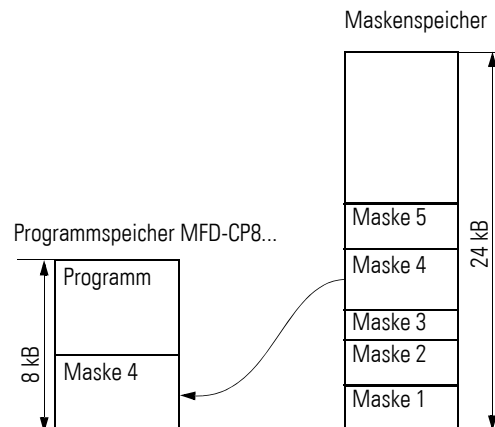 Maskenspeicher
Programmspeicher MFD-CP8...
Programm
Maske 4
8 kB
Maske 5
Maske 4
Maske 3
Maske 2
Maske 1
24 kB